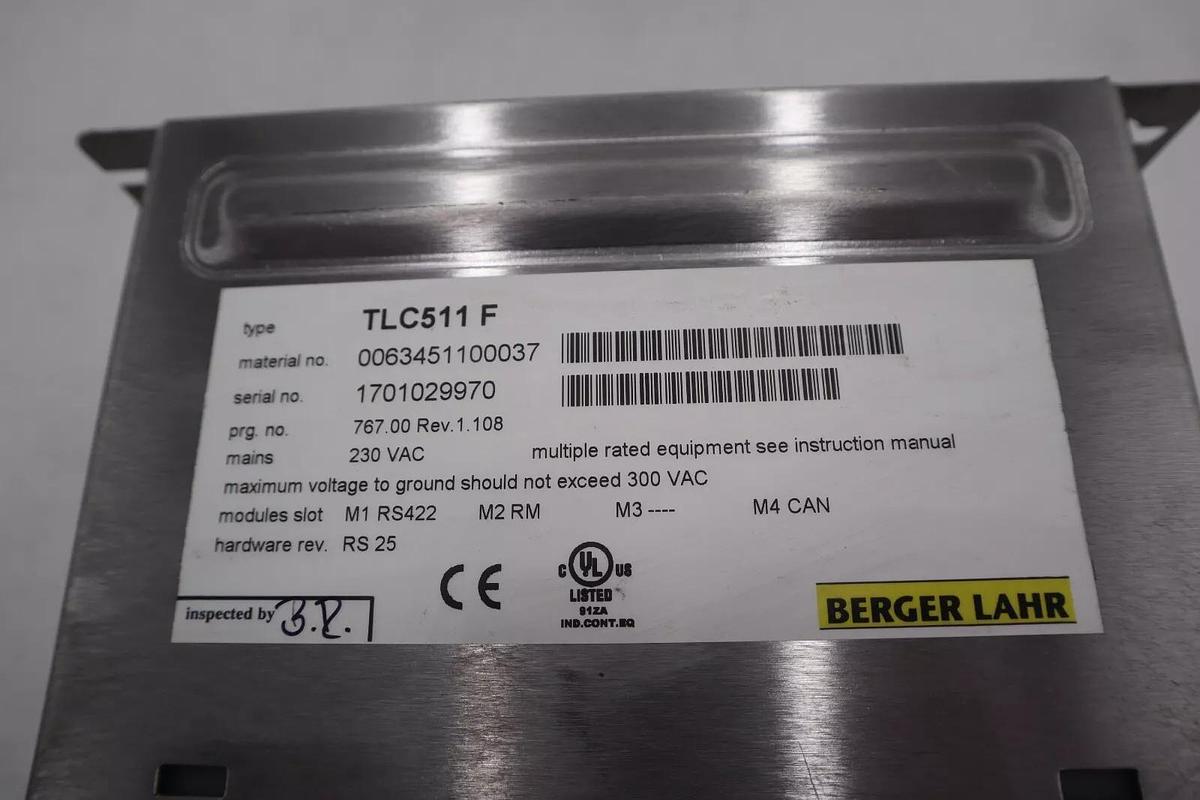 type TLC511 F
material no. 0063451100037
serial no. 1701029970
prg. no. 767.00 Rev.1.108
mains 230 VAC multiple rated equipment see instruction manual
maximum voltage to ground should not exceed 300 VAC
modules slot M1 RS422 M2 RM M3 ---- M4 CAN
hardware rev. RS 25
CE
C UL US
LISTED
91ZA
IND.CONT.EQ
inspected by
BERGER LAHR